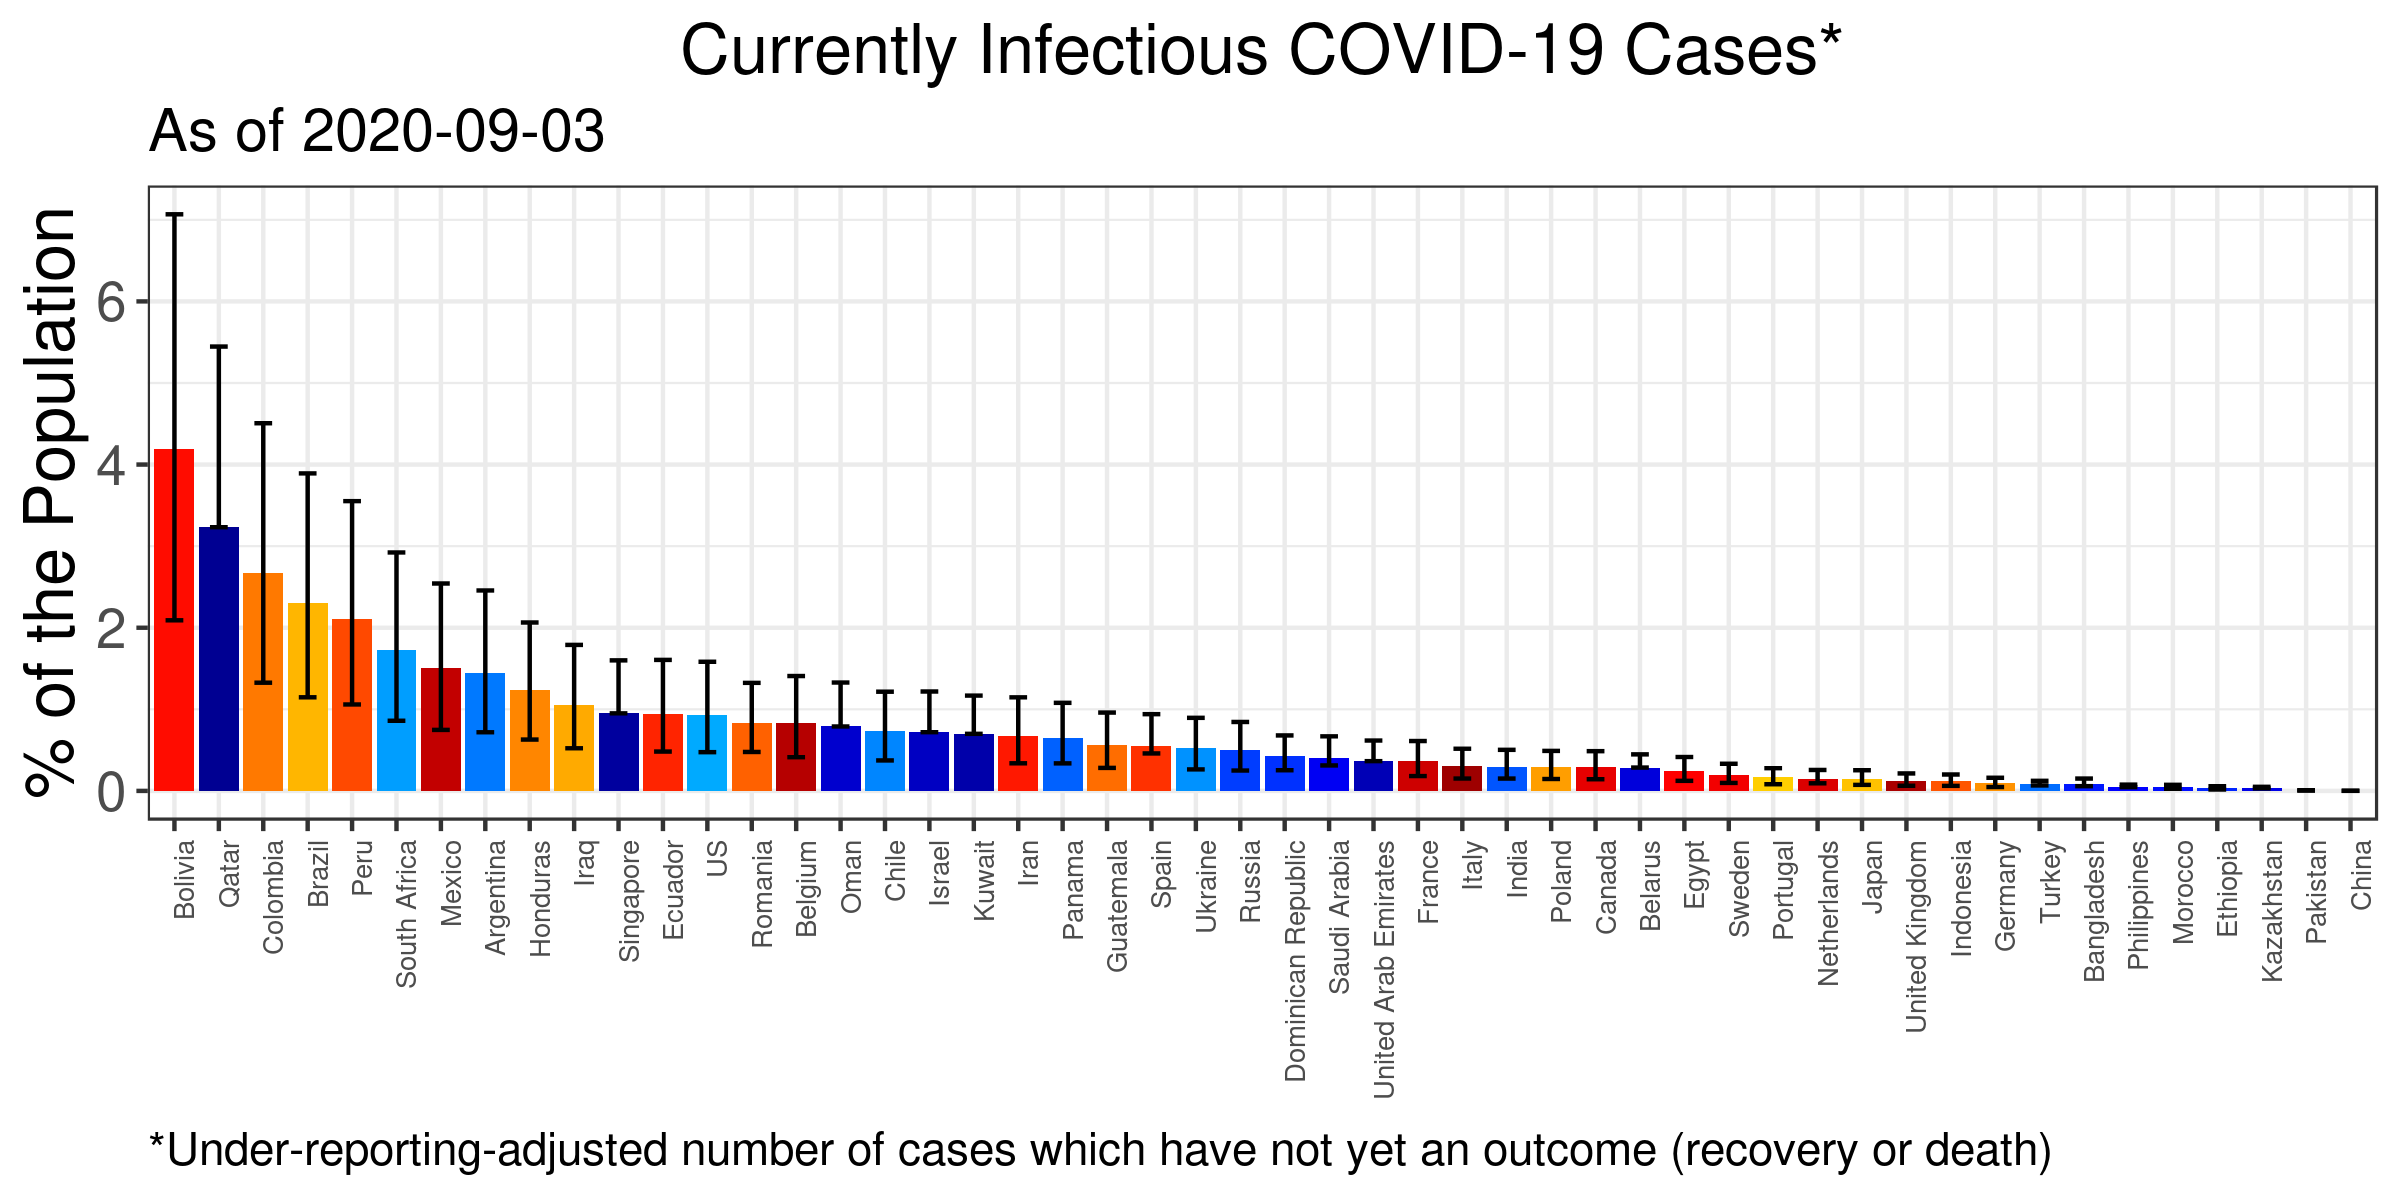 Currently Infectious COVID-19 Cases*
As of 2020-09-03
% of the Population
6
4
2
0
Bolivia
Qatar
Colombia
Brazil
Peru
South Africa
Mexico
Argentina
Honduras
Iraq
Singapore
Ecuador
US
Romania
Belgium
Oman
Chile
Israel
Kuwait
Iran
Panama
Guatemala
Spain
Ukraine
Russia
Dominican Republic
Saudi Arabia
United Arab Emirates
France
Italy
India
Poland
Canada
Belarus
Egypt
Sweden
Portugal
Netherlands
Japan
United Kingdom
Indonesia
Germany
Turkey
Bangladesh
Philippines
Morocco
Ethiopia
Kazakhstan
Pakistan
China
*Under-reporting-adjusted number of cases which have not yet an outcome (recovery or death)